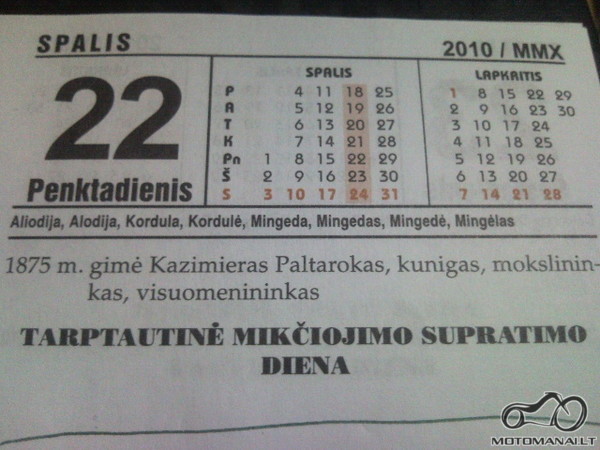 SPALIS
2010 / MMX
22
Penktadienis
SPALIS
P 4 11 18 25
A 5 12 19 26
T 6 13 20 27
K 7 14 21 28
Pn 1 8 15 22 29
Š 2 9 16 23 30
S 3 10 17 24 31
LAPKRITIS
1 8 15 22 29
2 9 16 23 30
3 10 17 24
4 11 18 25
5 12 19 26
6 13 20 27
7 14 21 28
Aliodija, Alodija, Kordula, Kordulė, Mingeda, Mingedas, Mingedė, Mingėlas
1875 m. gimė Kazimieras Paltarokas, kunigas, mokslinin-
kas, visuomenininkas
TARPTAUTINĖ MIKČIOJIMO SUPRATIMO
DIENA
MOTOMANAI.LT